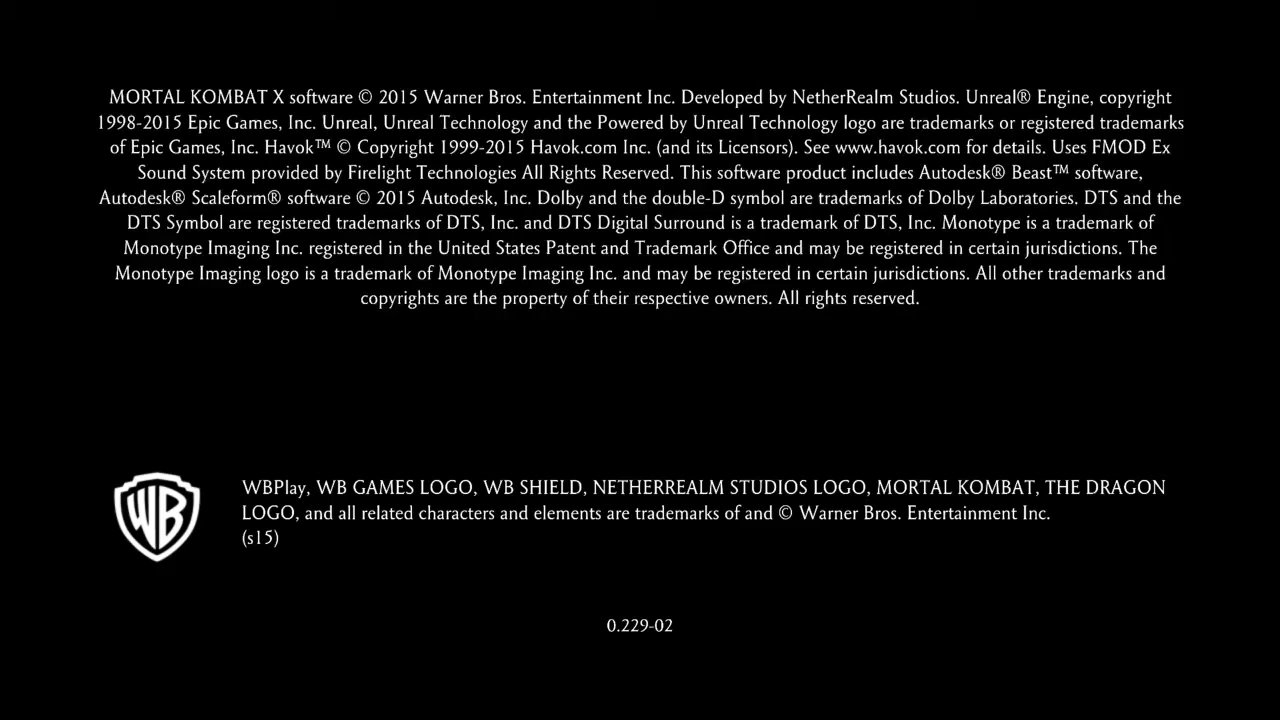 MORTAL KOMBAT X software © 2015 Warner Bros. Entertainment Inc. Developed by NetherRealm Studios. Unreal® Engine, copyright
1998-2015 Epic Games, Inc. Unreal, Unreal Technology and the Powered by Unreal Technology logo are trademarks or registered trademarks
of Epic Games, Inc. Havok™ © Copyright 1999-2015 Havok.com Inc. (and its Licensors). See www.havok.com for details. Uses FMOD Ex
Sound System provided by Firelight Technologies All Rights Reserved. This software product includes Autodesk® Beast™ software,
Autodesk® Scaleform® software © 2015 Autodesk, Inc. Dolby and the double-D symbol are trademarks of Dolby Laboratories. DTS and the
DTS Symbol are registered trademarks of DTS, Inc. and DTS Digital Surround is a trademark of DTS, Inc. Monotype is a trademark of
Monotype Imaging Inc. registered in the United States Patent and Trademark Office and may be registered in certain jurisdictions. The
Monotype Imaging logo is a trademark of Monotype Imaging Inc. and may be registered in certain jurisdictions. All other trademarks and
copyrights are the property of their respective owners. All rights reserved.
WB
WBPlay, WB GAMES LOGO, WB SHIELD, NETHERREALM STUDIOS LOGO, MORTAL KOMBAT, THE DRAGON
LOGO, and all related characters and elements are trademarks of and © Warner Bros. Entertainment Inc.
(s15)
0.229-02